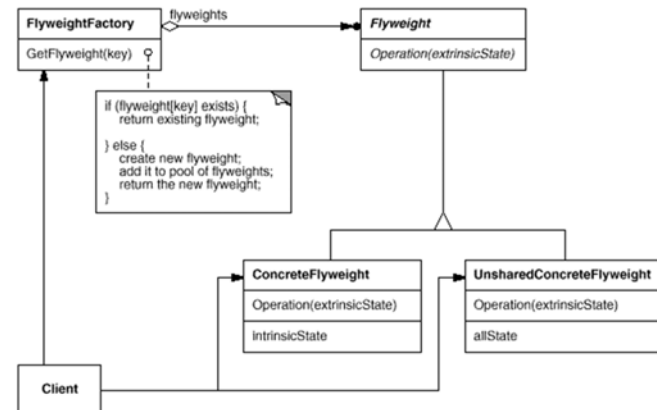 FlyweightFactory
flyweights
Flyweight
GetFlyweight(key)
Operation(extrinsicState)
if (flyweight[key] exists) {
return existing flyweight;
} else {
create new flyweight;
add it to pool of flyweights;
return the new flyweight;
}
ConcreteFlyweight
Operation(extrinsicState)
intrinsicState
UnsharedConcreteFlyweight
Operation(extrinsicState)
allState
Client